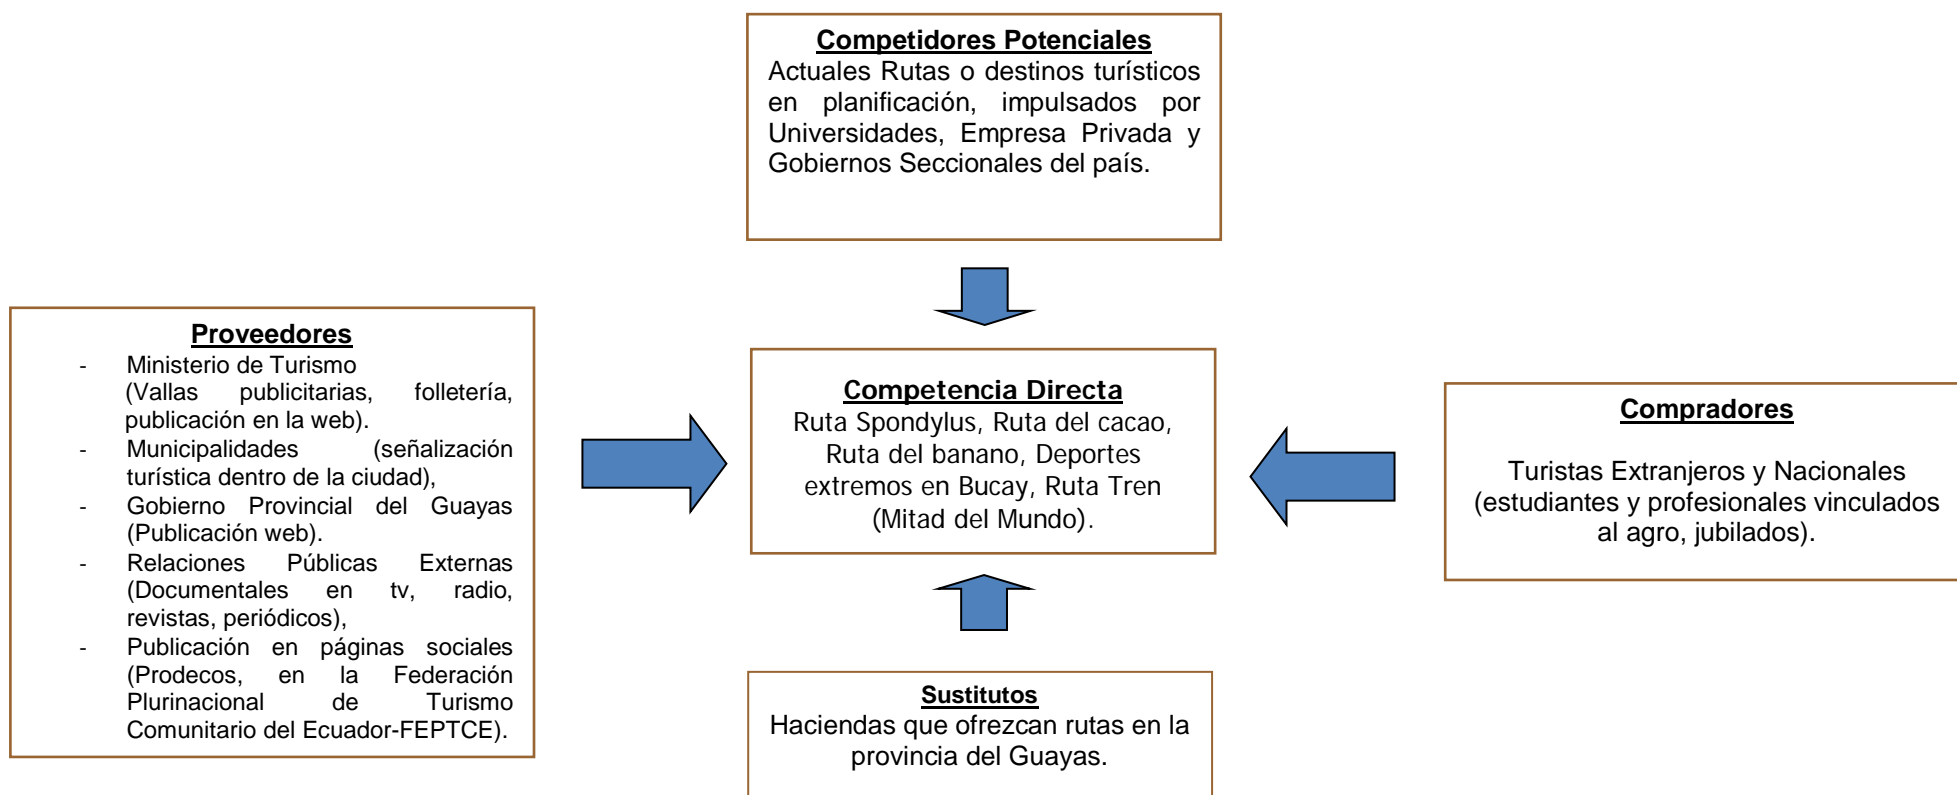 Competidores Potenciales
Actuales Rutas o destinos turísticos
en planificación, impulsados por
Universidades, Empresa Privada y
Gobiernos Seccionales del país.
Proveedores
- Ministerio de Turismo
(Vallas publicitarias, folletería,
publicación en la web).
- Municipalidades (señalización
turística dentro de la ciudad),
- Gobierno Provincial del Guayas
(Publicación web).
- Relaciones Públicas Externas
(Documentales en tv, radio,
revistas, periódicos),
- Publicación en páginas sociales
(Prodecos, en la Federación
Plurinacional de Turismo
Comunitario del Ecuador-FEPTCE).
Competencia Directa
Ruta Spondylus, Ruta del cacao,
Ruta del banano, Deportes
extremos en Bucay, Ruta Tren
(Mitad del Mundo).
Compradores
Turistas Extranjeros y Nacionales
(estudiantes y profesionales vinculados
al agro, jubilados).
Sustitutos
Haciendas que ofrezcan rutas en la
provincia del Guayas.